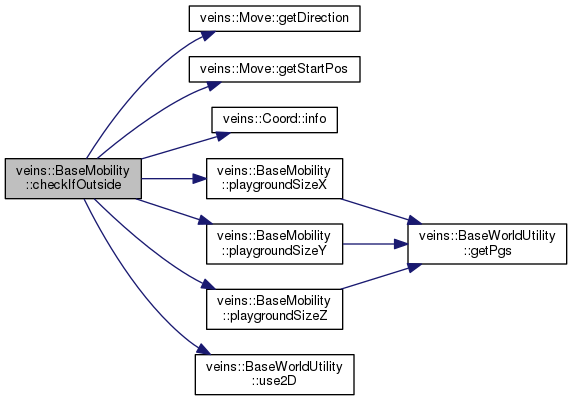 veins::Move::getDirection
veins::Move::getStartPos
veins::Coord::info
veins::BaseMobility
::checkIfOutside
veins::BaseMobility
::playgroundSizeX
veins::BaseMobility
::playgroundSizeY
veins::BaseWorldUtility
::getPgs
veins::BaseMobility
::playgroundSizeZ
veins::BaseWorldUtility
::use2D